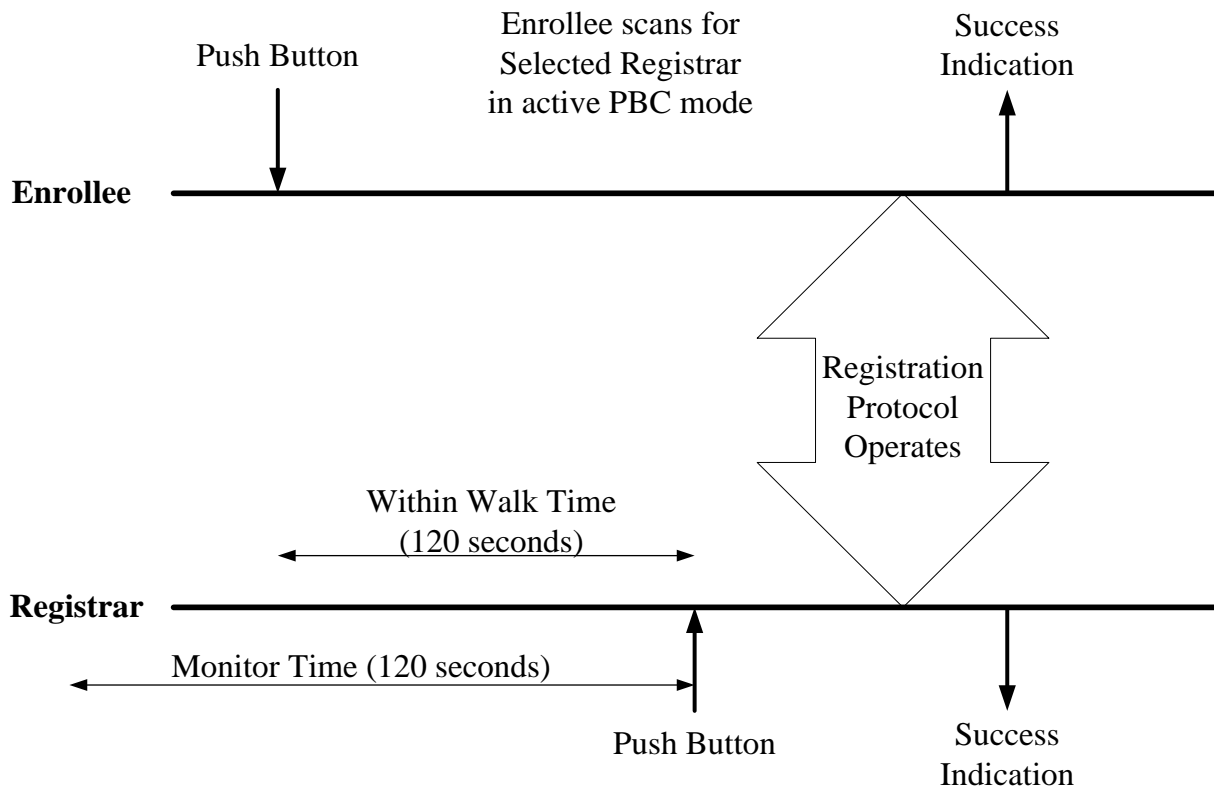 Push Button
Enrollee scans for
Selected Registrar
in active PBC mode
Success
Indication
Enrollee
Registration
Protocol
Operates
Within Walk Time
(120 seconds)
Registrar
Monitor Time (120 seconds)
Push Button
Success
Indication